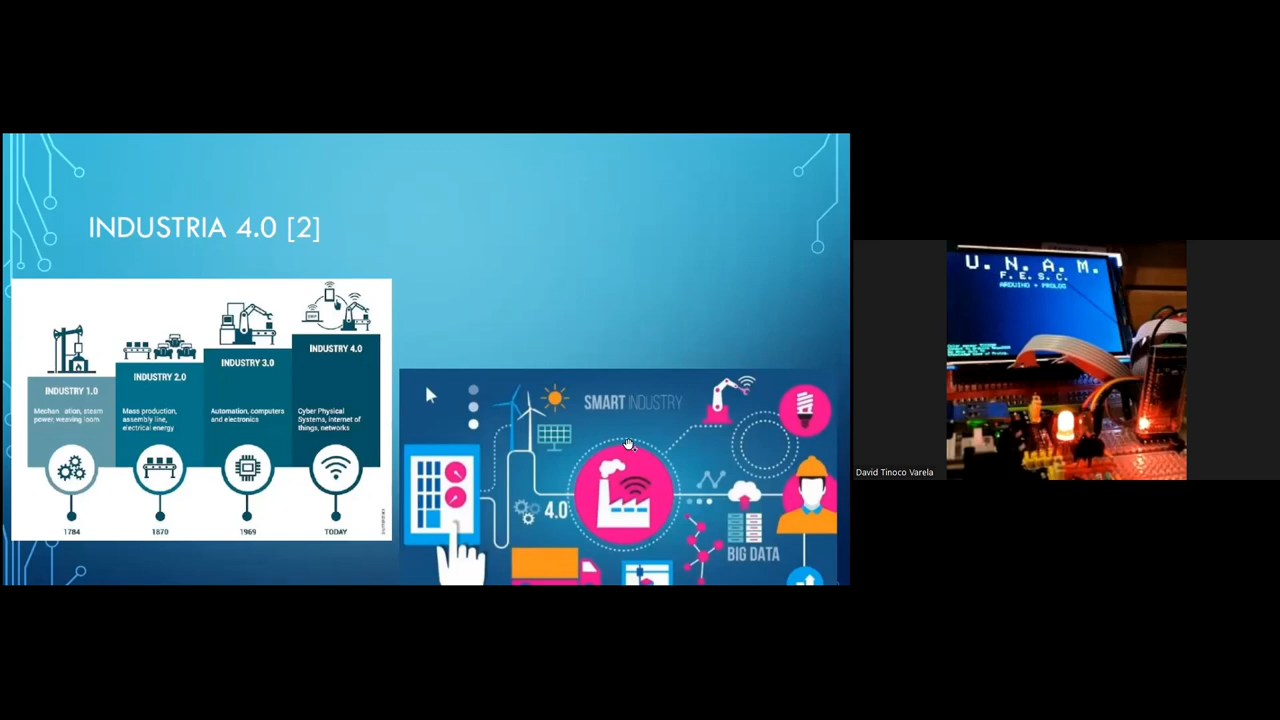 INDUSTRIA 4.0 [2]
INDUSTRY 1.0
Mechan ation, steam
power, weaving loom
1784
INDUSTRY 2.0
Mass production,
assembly line,
electrical energy
1870
INDUSTRY 3.0
Automation, computers
and electronics
1969
INDUSTRY 4.0
Cyber Physical
Systems, internet of
things, networks
TODAY
SMART INDUSTRY
4.0
BIG DATA
U. N. A. M.
F. E. S. C.
ARDUINO + PROLOG
David Tinoco Varela